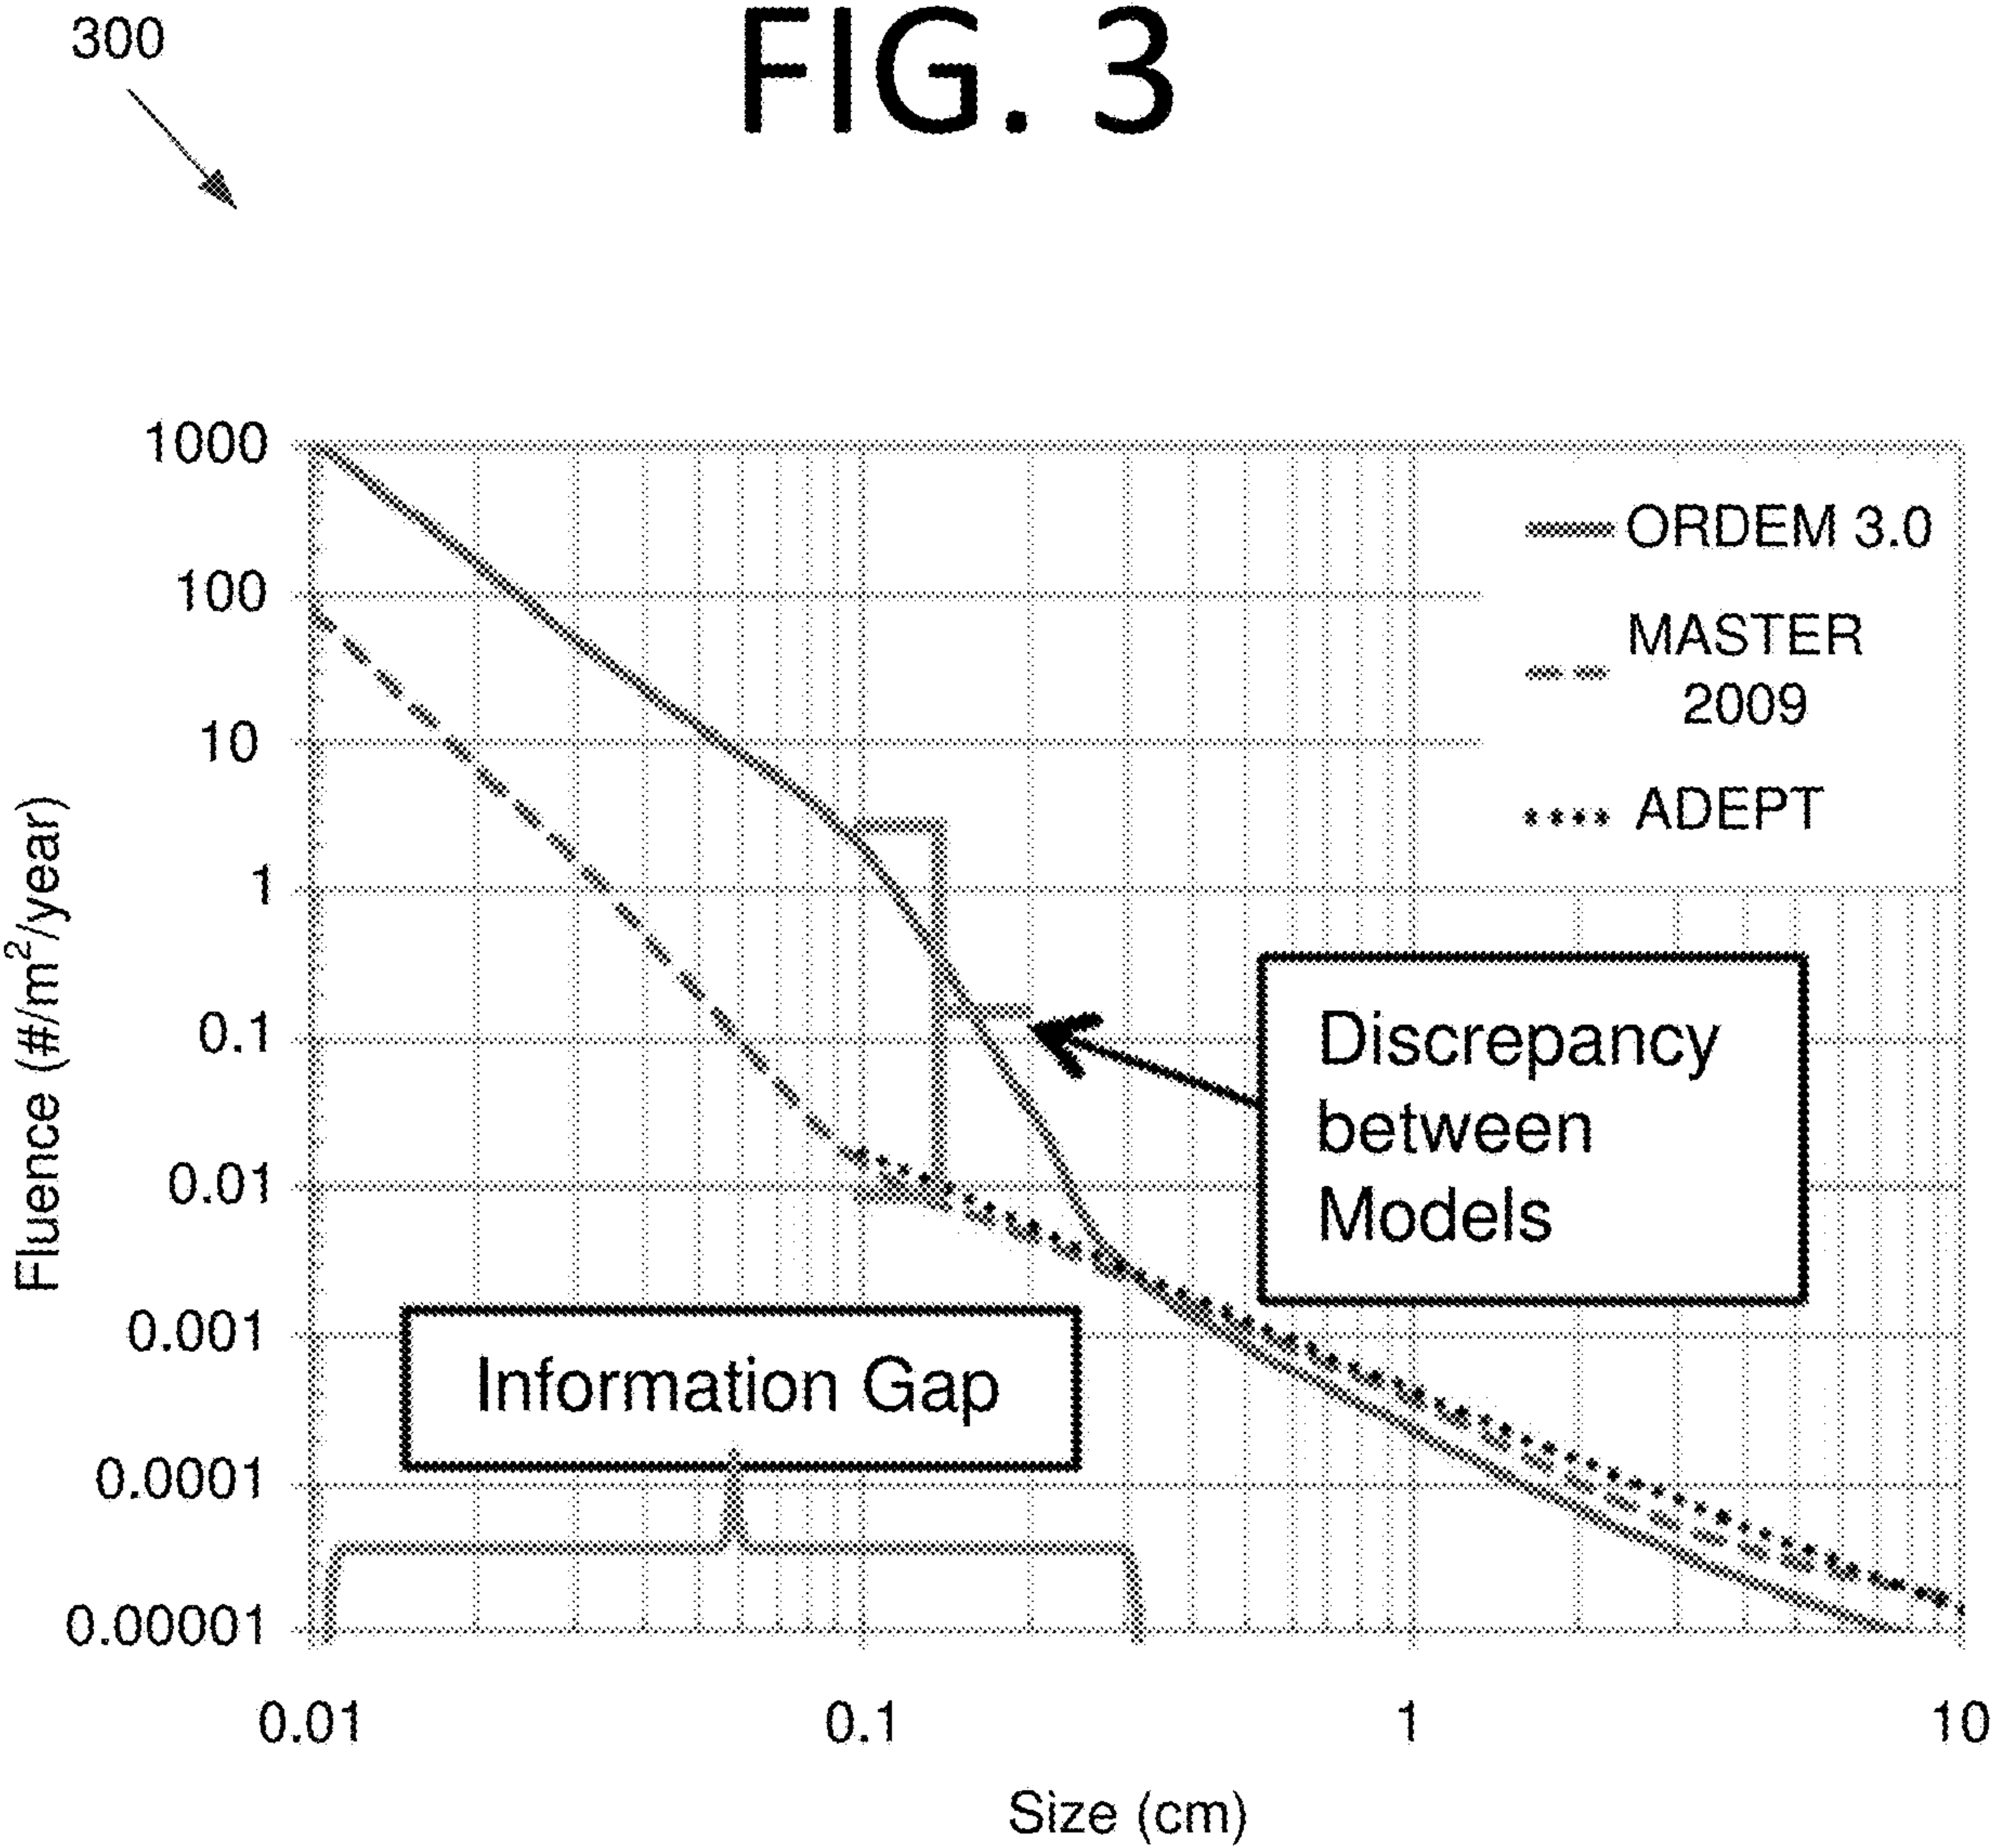 300
FIG. 3
1000
100
10
1
0.1
0.01
0.001
0.0001
0.00001
Fluence (#/m²/year)
ORDEM 3.0
MASTER
2009
ADEPT
Discrepancy
between
Models
Information Gap
0.01
0.1
1
10
Size (cm)